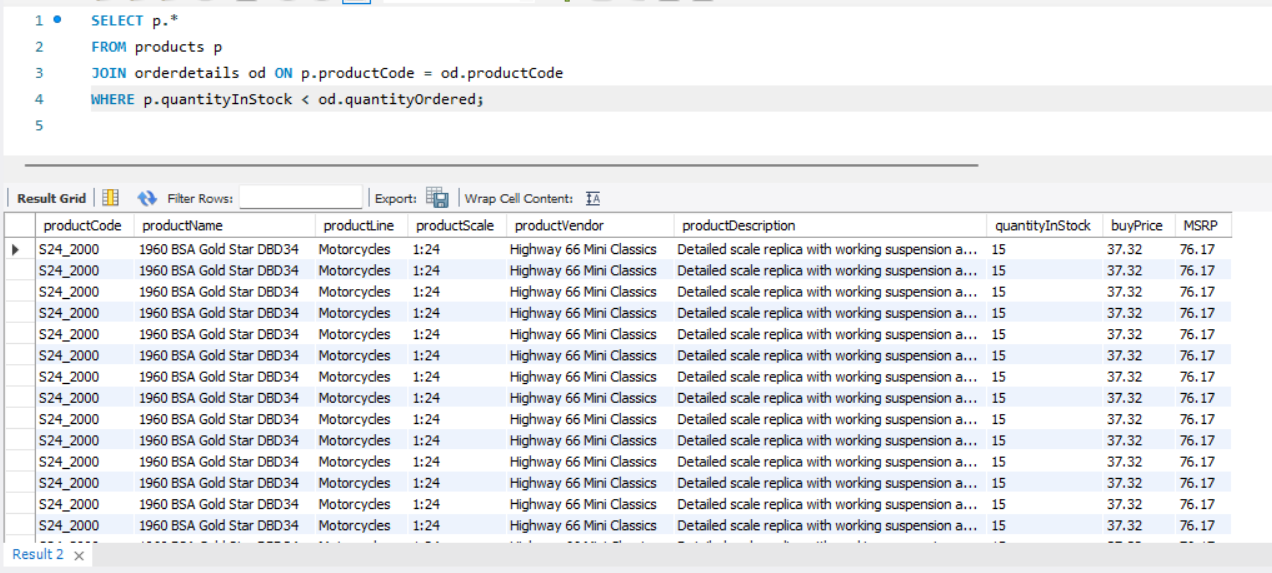 1 SELECT p.*
2 FROM products p
3 JOIN orderdetails od ON p.productCode = od.productCode
4 WHERE p.quantityInStock < od.quantityOrdered;
5
Result Grid Filter Rows: Export: Wrap Cell Content:
productCode productName productLine productScale productVendor productDescription quantityInStock buyPrice MSRP
S24_2000 1960 BSA Gold Star DBD34 Motorcycles 1:24 Highway 66 Mini Classics Detailed scale replica with working suspension a... 15 37.32 76.17
S24_2000 1960 BSA Gold Star DBD34 Motorcycles 1:24 Highway 66 Mini Classics Detailed scale replica with working suspension a... 15 37.32 76.17
S24_2000 1960 BSA Gold Star DBD34 Motorcycles 1:24 Highway 66 Mini Classics Detailed scale replica with working suspension a... 15 37.32 76.17
S24_2000 1960 BSA Gold Star DBD34 Motorcycles 1:24 Highway 66 Mini Classics Detailed scale replica with working suspension a... 15 37.32 76.17
S24_2000 1960 BSA Gold Star DBD34 Motorcycles 1:24 Highway 66 Mini Classics Detailed scale replica with working suspension a... 15 37.32 76.17
S24_2000 1960 BSA Gold Star DBD34 Motorcycles 1:24 Highway 66 Mini Classics Detailed scale replica with working suspension a... 15 37.32 76.17
S24_2000 1960 BSA Gold Star DBD34 Motorcycles 1:24 Highway 66 Mini Classics Detailed scale replica with working suspension a... 15 37.32 76.17
S24_2000 1960 BSA Gold Star DBD34 Motorcycles 1:24 Highway 66 Mini Classics Detailed scale replica with working suspension a... 15 37.32 76.17
S24_2000 1960 BSA Gold Star DBD34 Motorcycles 1:24 Highway 66 Mini Classics Detailed scale replica with working suspension a... 15 37.32 76.17
S24_2000 1960 BSA Gold Star DBD34 Motorcycles 1:24 Highway 66 Mini Classics Detailed scale replica with working suspension a... 15 37.32 76.17
S24_2000 1960 BSA Gold Star DBD34 Motorcycles 1:24 Highway 66 Mini Classics Detailed scale replica with working suspension a... 15 37.32 76.17
S24_2000 1960 BSA Gold Star DBD34 Motorcycles 1:24 Highway 66 Mini Classics Detailed scale replica with working suspension a... 15 37.32 76.17
S24_2000 1960 BSA Gold Star DBD34 Motorcycles 1:24 Highway 66 Mini Classics Detailed scale replica with working suspension a... 15 37.32 76.17
S24_2000 1960 BSA Gold Star DBD34 Motorcycles 1:24 Highway 66 Mini Classics Detailed scale replica with working suspension a... 15 37.32 76.17
Result 2